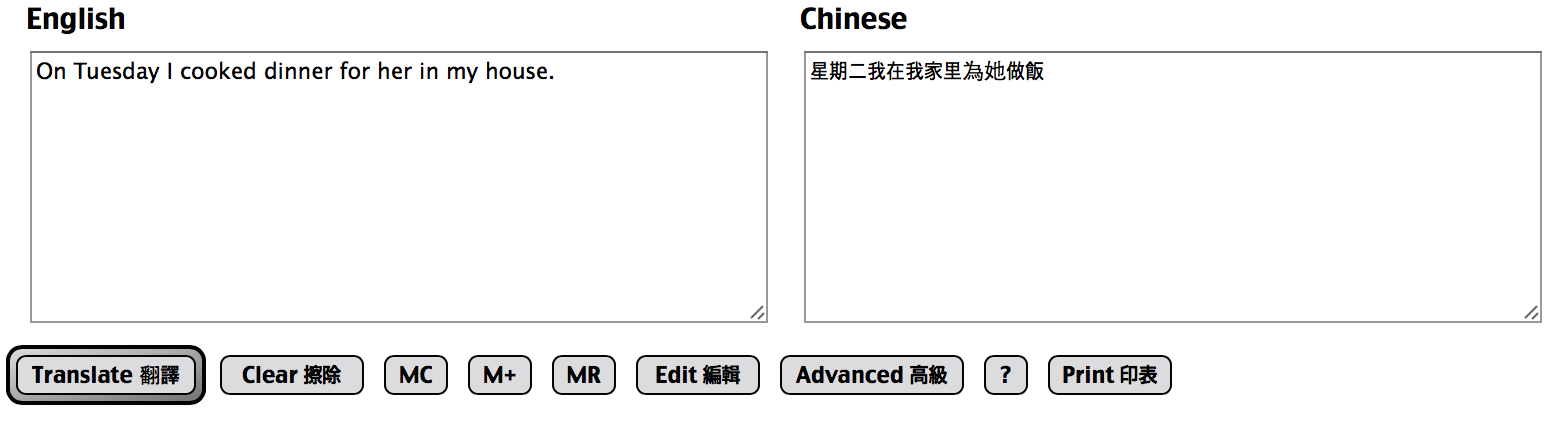 English
Chinese
On Tuesday I cooked dinner for her in my house.
星期二我在我家里為她做飯
Translate 翻譯
Clear 擦除
MC
M+
MR
Edit 編輯
Advanced 高級
?
Print 印表